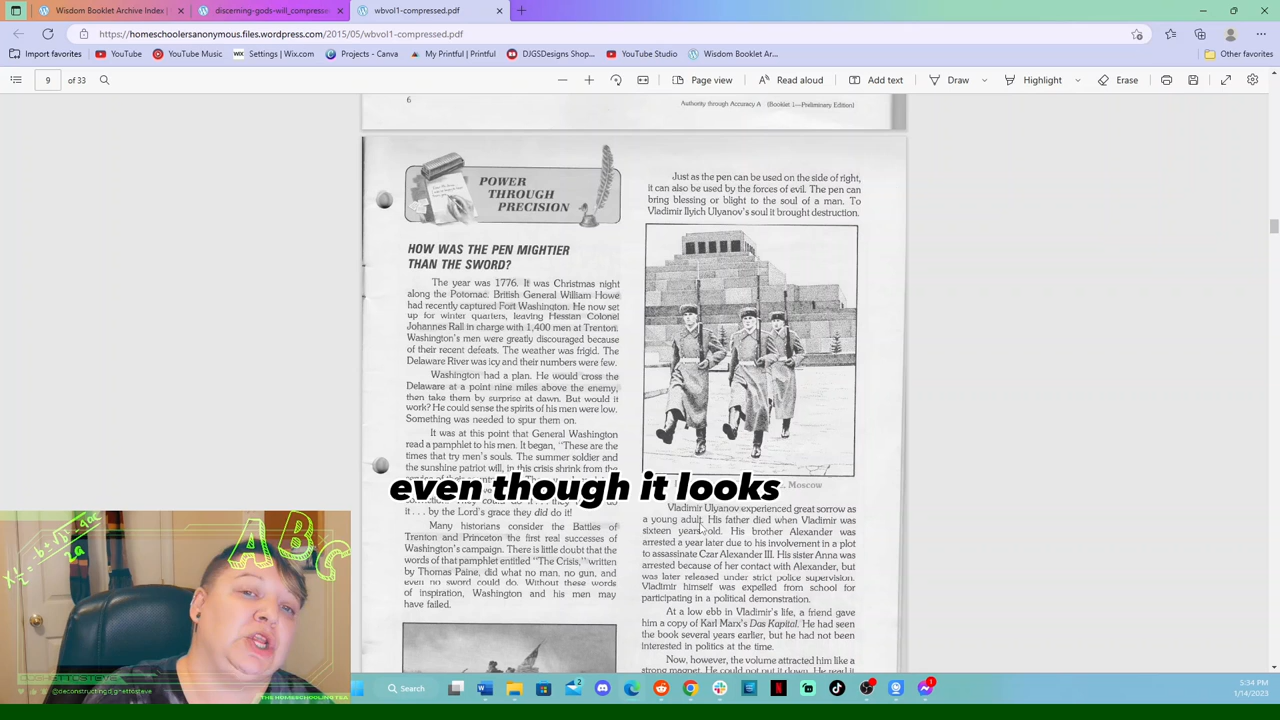 Wisdom Booklet Archive Index |
discerning-gods-will_compresse
wbvol1-compressed.pdf
https://homeschoolersanonymous.files.wordpress.com/2015/05/wbvol1-compressed.pdf
Import favorites
YouTube
YouTube Music
Settings | Wix.com
Projects - Canva
My Printful | Printful
DJGSDesigns Shop...
YouTube Studio
Wisdom Booklet Ar...
Other favorites
9 of 33
Page view
Read aloud
Add text
Draw
Highlight
Erase
6
Authority through Accuracy A (Booklet 1—Preliminary Edition)
POWER
THROUGH
PRECISION
HOW WAS THE PEN MIGHTIER
THAN THE SWORD?
The year was 1776. It was Christmas night
along the Potomac. British General William Howe
had recently captured Fort Washington. He now set
up for winter quarters, leaving Hessian Colonel
Johannes Rall in charge with 1,400 men at Trenton.
Washington's men were greatly discouraged because
of their recent defeats. The weather was frigid. The
Delaware River was icy and their numbers were few.
Washington had a plan. He would cross the
Delaware at a point nine miles above the enemy,
then take them by surprise at dawn. But would it
work? He could sense the spirits of his men were low.
Something was needed to spur them on.
It was at this point that General Washington
read a pamphlet to his men. It began, "These are the
times that try men's souls. The summer soldier and
the sunshine patriot will, in this crisis shrink from the
it . . . by the Lord's grace they did do it!
Many historians consider the Battles of
Trenton and Princeton the first real successes of
Washington's campaign. There is little doubt that the
words of that pamphlet entitled "The Crisis," written
by Thomas Paine, did what no man, no gun, and
even no sword could do. Without these words
of inspiration, Washington and his men may
have failed.
Just as the pen can be used on the side of right,
it can also be used by the forces of evil. The pen can
bring blessing or blight to the soul of a man. To
Vladimir Ilyich Ulyanov's soul it brought destruction.
Moscow
Vladimir Ulyanov experienced great sorrow as
a young adult. His father died when Vladimir was
sixteen years old. His brother Alexander was
arrested a year later due to his involvement in a plot
to assassinate Czar Alexander III. His sister Anna was
arrested because of her contact with Alexander, but
was later released under strict police supervision.
Vladimir himself was expelled from school for
participating in a political demonstration.
At a low ebb in Vladimir's life, a friend gave
him a copy of Karl Marx's Das Kapital. He had seen
the book several years earlier, but he had not been
interested in politics at the time.
Now, however, the volume attracted him like a
strong magnet. He could not put it down. He read it
even though it looks
ABC
@deconstructingdghettosteve
THE HOMESCHOOLING TEA
Search
2
1
5:34 PM
1/14/2023